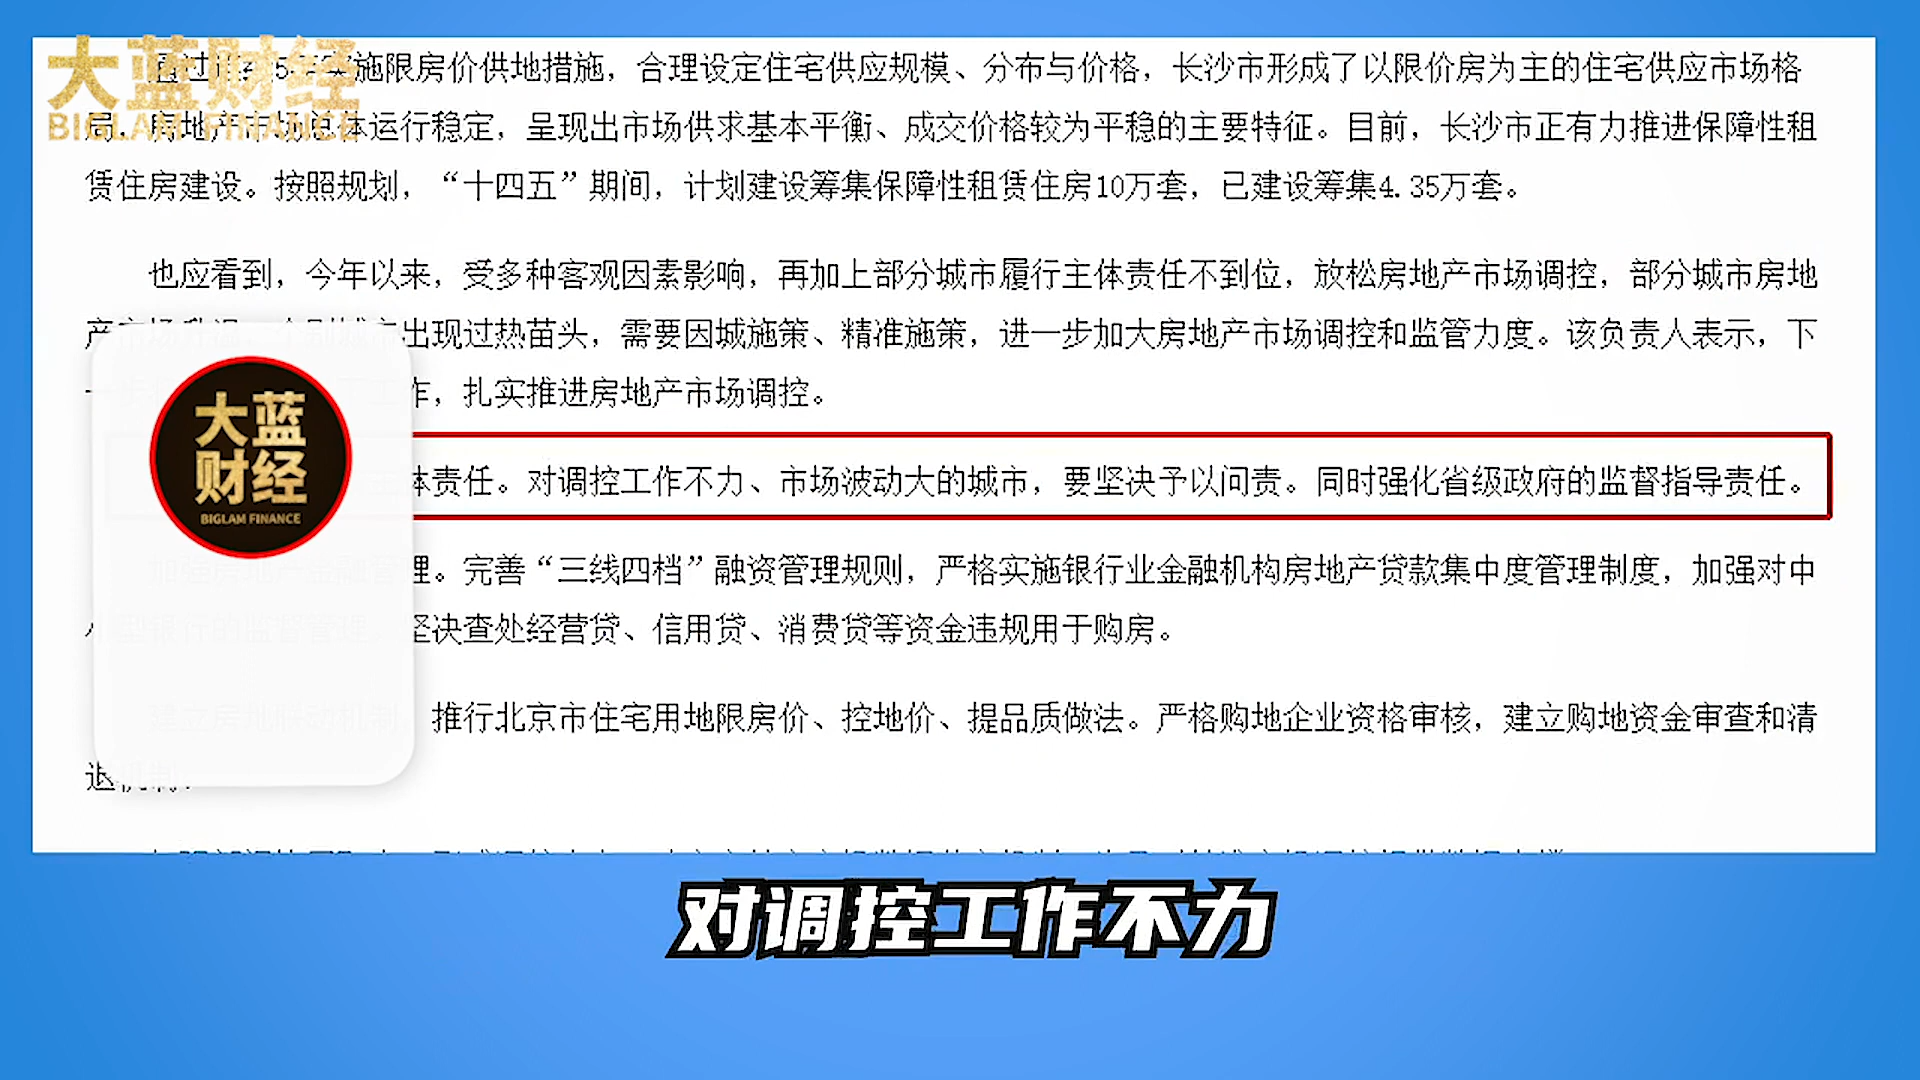 大蓝财经
BIGLAM FINANCE
施限房价供地措施，合理设定住宅供应规模、分布与价格，长沙市形成了以限价房为主的住宅供应市场格
局。房地产市场总体运行稳定，呈现出市场供求基本平衡、成交价格较为平稳的主要特征。目前，长沙市正有力推进保障性租
赁住房建设。按照规划，“十四五”期间，计划建设筹集保障性租赁住房10万套，已建设筹集4.35万套。
也应看到，今年以来，受多种客观因素影响，再加上部分城市履行主体责任不到位，放松房地产市场调控，部分城市房地
出现过热苗头，需要因城施策、精准施策，进一步加大房地产市场调控和监管力度。该负责人表示，下
作，扎实推进房地产市场调控。
体责任。对调控工作不力、市场波动大的城市，要坚决予以问责。同时强化省级政府的监督指导责任。
理。完善“三线四档”融资管理规则，严格实施银行业金融机构房地产贷款集中度管理制度，加强对中
坚决查处经营贷、信用贷、消费贷等资金违规用于购房。
推行北京市住宅用地限房价、控地价、提品质做法。严格购地企业资格审核，建立购地资金审查和清
退机制。
大蓝
财经
BIGLAM FINANCE
对调控工作不力